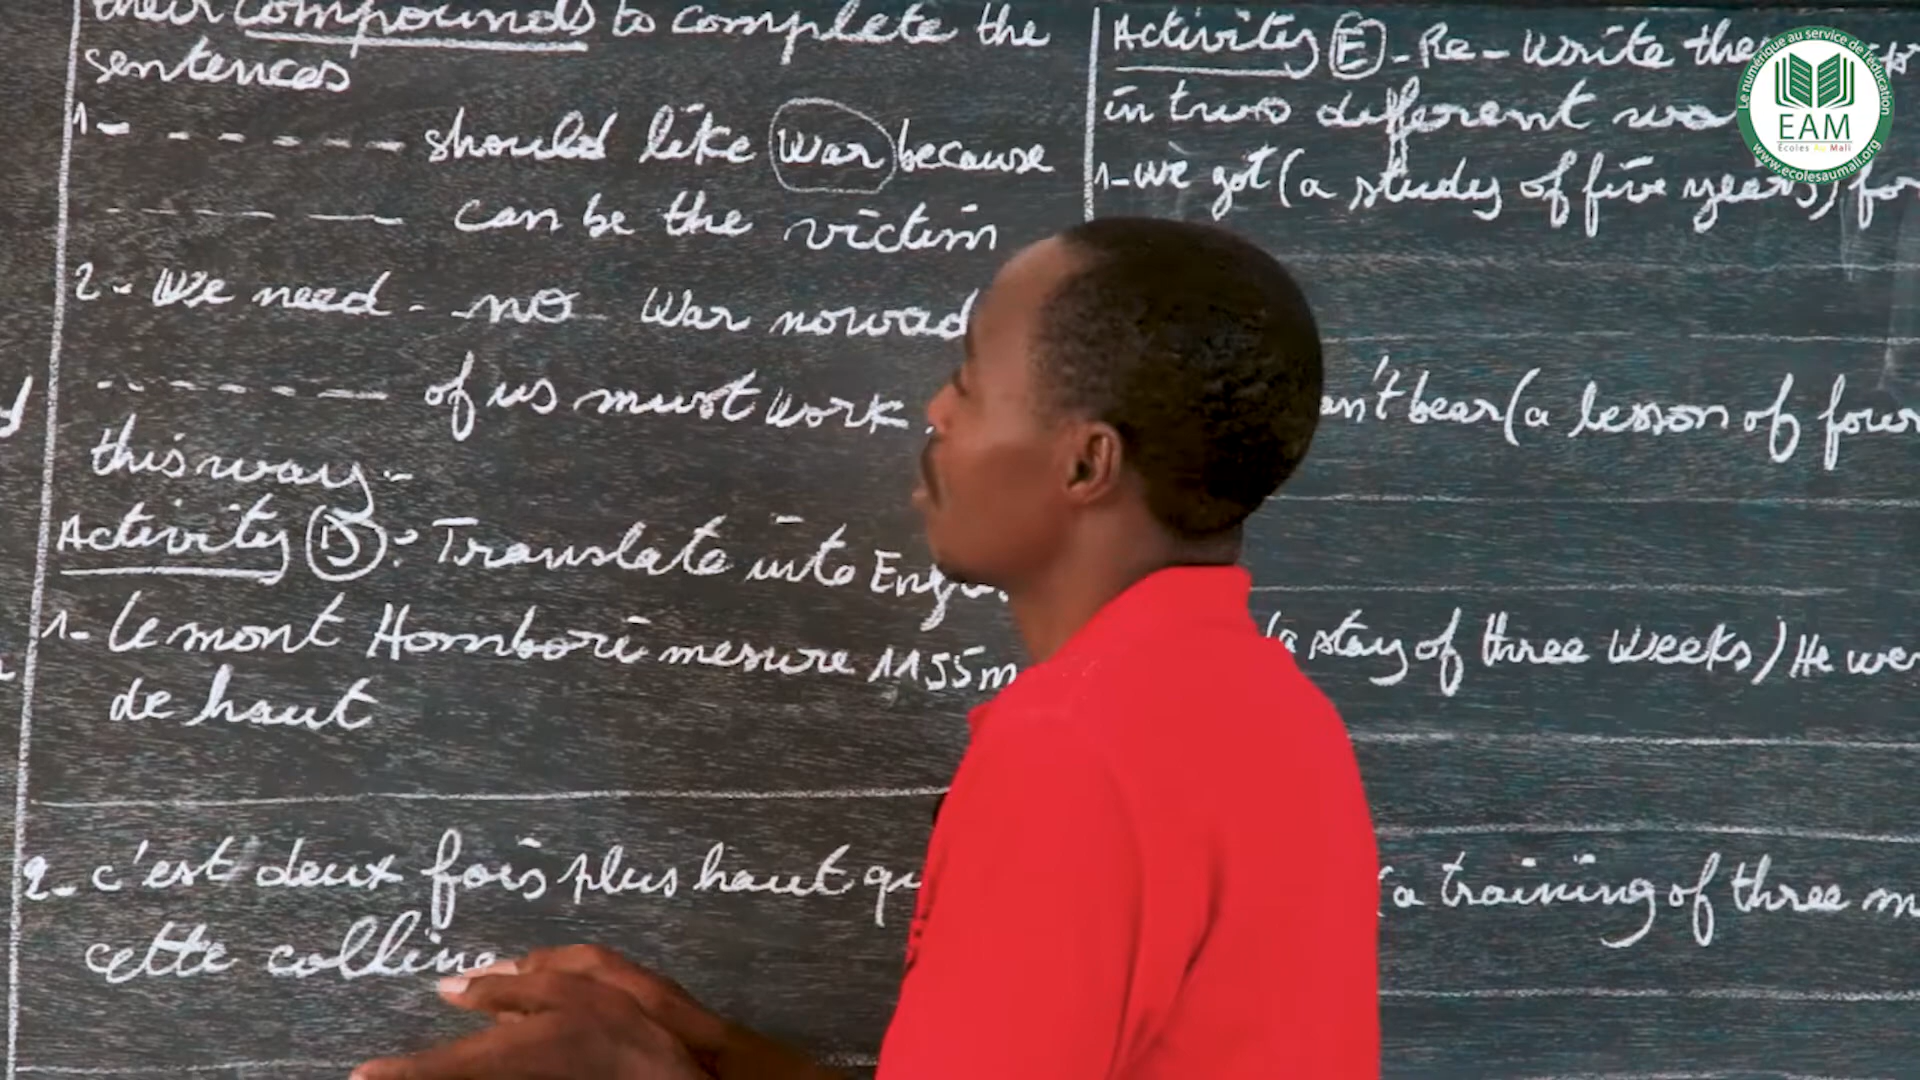 their compounds to complete the
sentences
1- - - - - - - should like war because
- - - - - - can be the victim
2- We need - no - War nowad
- - - - - - of us must work
this way-
Activity D: Translate into Eng
1- Le mont Hombori mesure 1155m
de haut
2- c'est deux fois plus haut qu
cette colline
Activity E - Re-Write the
in two different wa
1- we got (a study of five years) for
an't bear (a lesson of four
(a stay of three weeks) He wen
(a training of three m
Le numérique au service de l'éducation
EAM
Écoles Au Mali
www.ecolesaumali.org